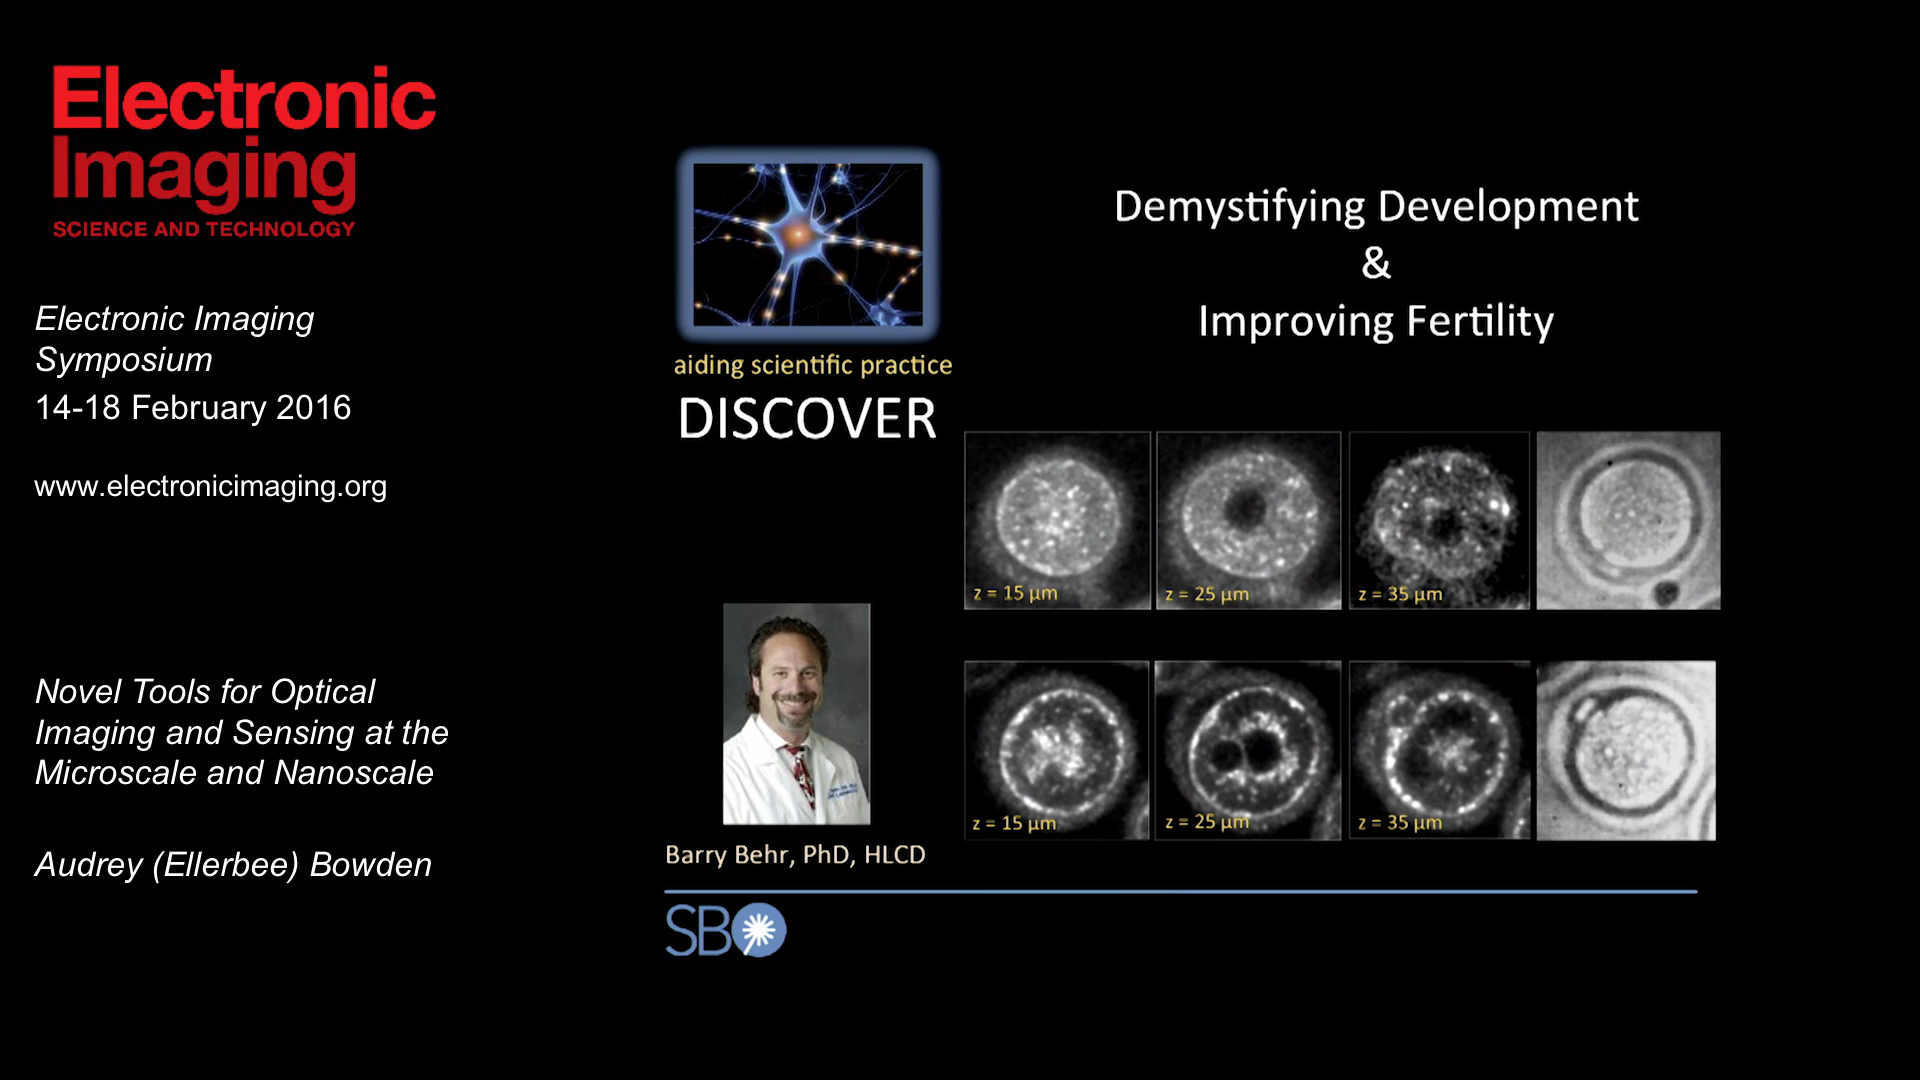 Electronic
Imaging
SCIENCE AND TECHNOLOGY
Electronic Imaging
Symposium
14-18 February 2016
www.electronicimaging.org
Novel Tools for Optical
Imaging and Sensing at the
Microscale and Nanoscale
Audrey (Ellerbee) Bowden
aiding scientific practice
DISCOVER
Demystifying Development
&
Improving Fertility
z = 15 µm
z = 25 µm
z = 35 µm
z = 15 µm
z = 25 µm
z = 35 µm
Barry Behr, PhD, HLCD
SBO